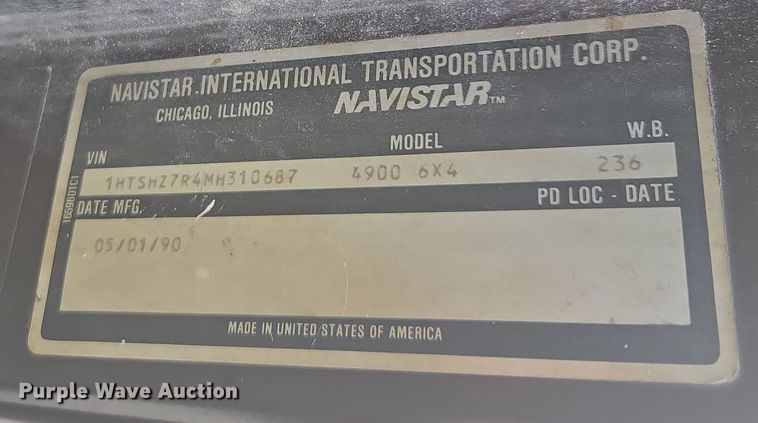 NAVISTAR INTERNATIONAL TRANSPORTATION CORP.
CHICAGO, ILLINOIS NAVISTAR™
VIN MODEL W.B.
1HTSHZ7R4MH310687 4900 6X4 236
DATE MFG. PD LOC - DATE
05/01/90
MADE IN UNITED STATES OF AMERICA
1659601C1
Purple Wave Auction